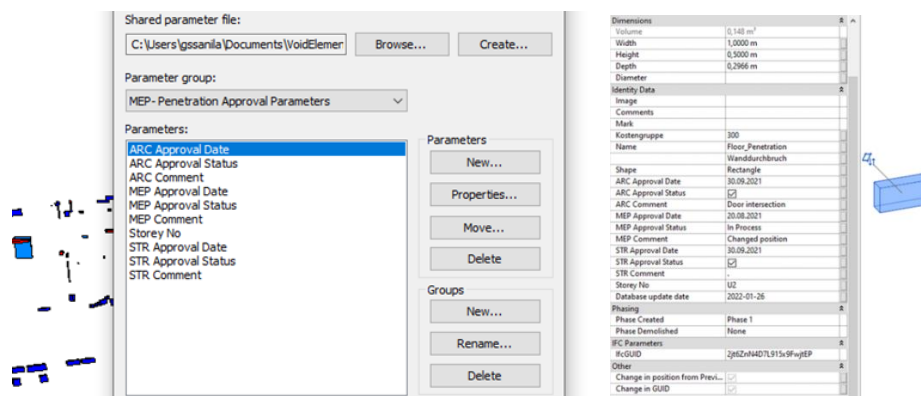 Shared parameter file:
C:\Users\gssanila\Documents\VoidElemer
Browse...
Create...
Parameter group:
MEP- Penetration Approval Parameters
Parameters:
ARC Approval Date
ARC Approval Status
ARC Comment
MEP Approval Date
MEP Approval Status
MEP Comment
Storey No
STR Approval Date
STR Approval Status
STR Comment
Parameters
New...
Properties...
Move...
Delete
Groups
New...
Rename...
Delete
Dimensions
Volume 0,148 m³
Width 1,0000 m
Height 0,5000 m
Depth 0,2966 m
Diameter
Identity Data
Image
Comments
Mark
Kostengruppe 300
Name Floor_Penetration
Wanddurchbruch
Shape Rectangle
ARC Approval Date 30.09.2021
ARC Approval Status
ARC Comment Door intersection
MEP Approval Date 20.08.2021
MEP Approval Status In Process
MEP Comment Changed position
STR Approval Date 30.09.2021
STR Approval Status
STR Comment .
Storey No U2
Database update date 2022-01-26
Phasing
Phase Created Phase 1
Phase Demolished None
IFC Parameters
IfcGUID 2jt6ZnN4D7L915x9FwjtEP
Other
Change in position from Previ...
Change in GUID